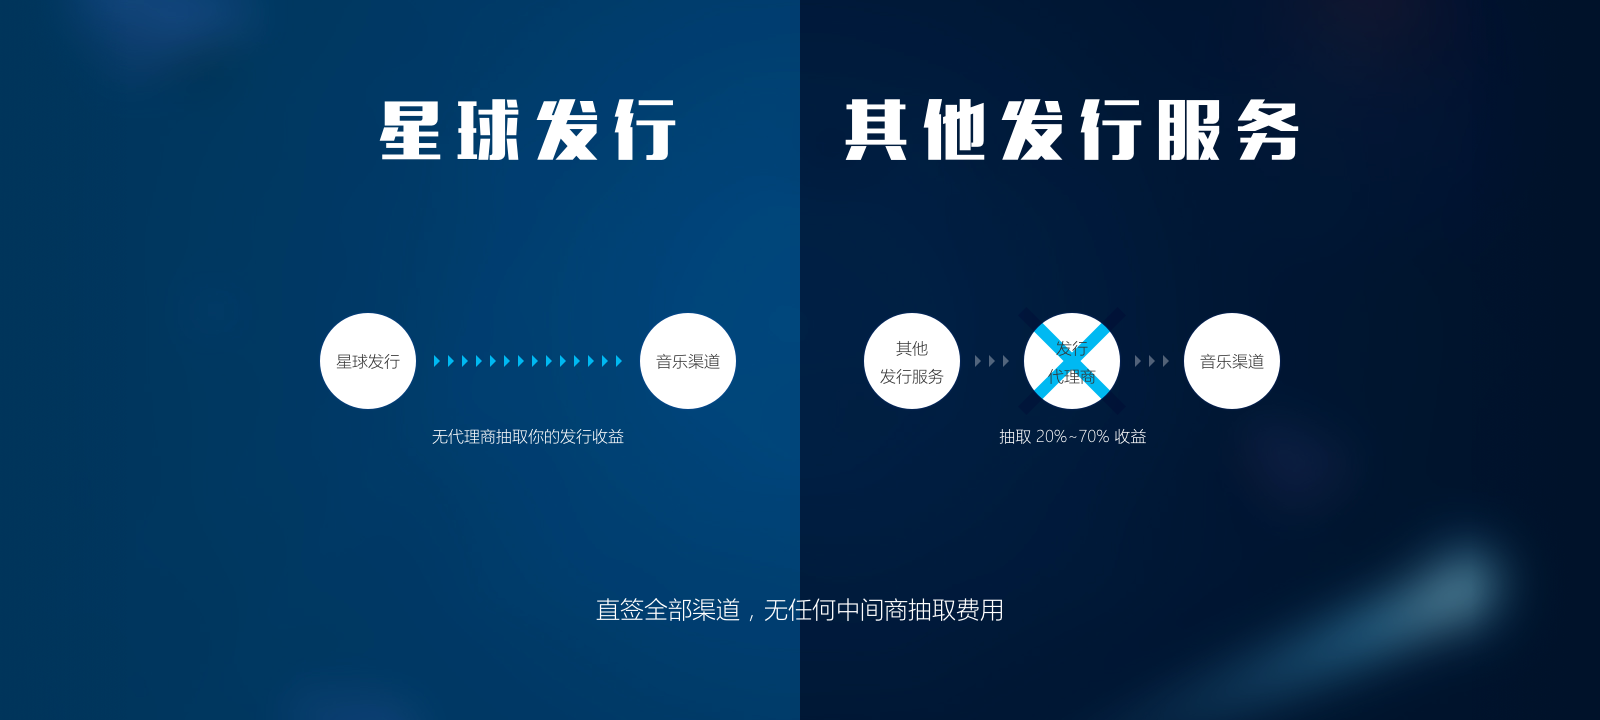 星球发行
其他发行服务
星球发行
音乐渠道
无代理商抽取你的发行收益
其他
发行服务
发行
代理商
音乐渠道
抽取 20%~70% 收益
直签全部渠道，无任何中间商抽取费用